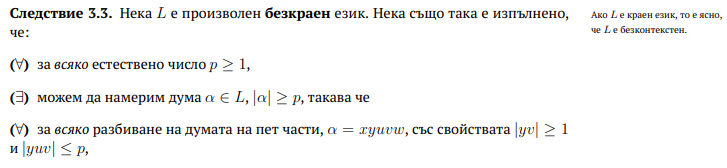 Следствие 3.3. Нека L е произволен безкраен език. Нека също така е изпълнено,
че:
Ако L е краен език, то е ясно,
че L е безконтекстен.
(∀) за всяко естествено число p ≥ 1,
(∃) можем да намерим дума α ∈ L, |α| ≥ p, такава че
(∀) за всяко разбиване на думата на пет части, α = xyuvw, със свойствата |yv| ≥ 1
и |yuv| ≤ p,